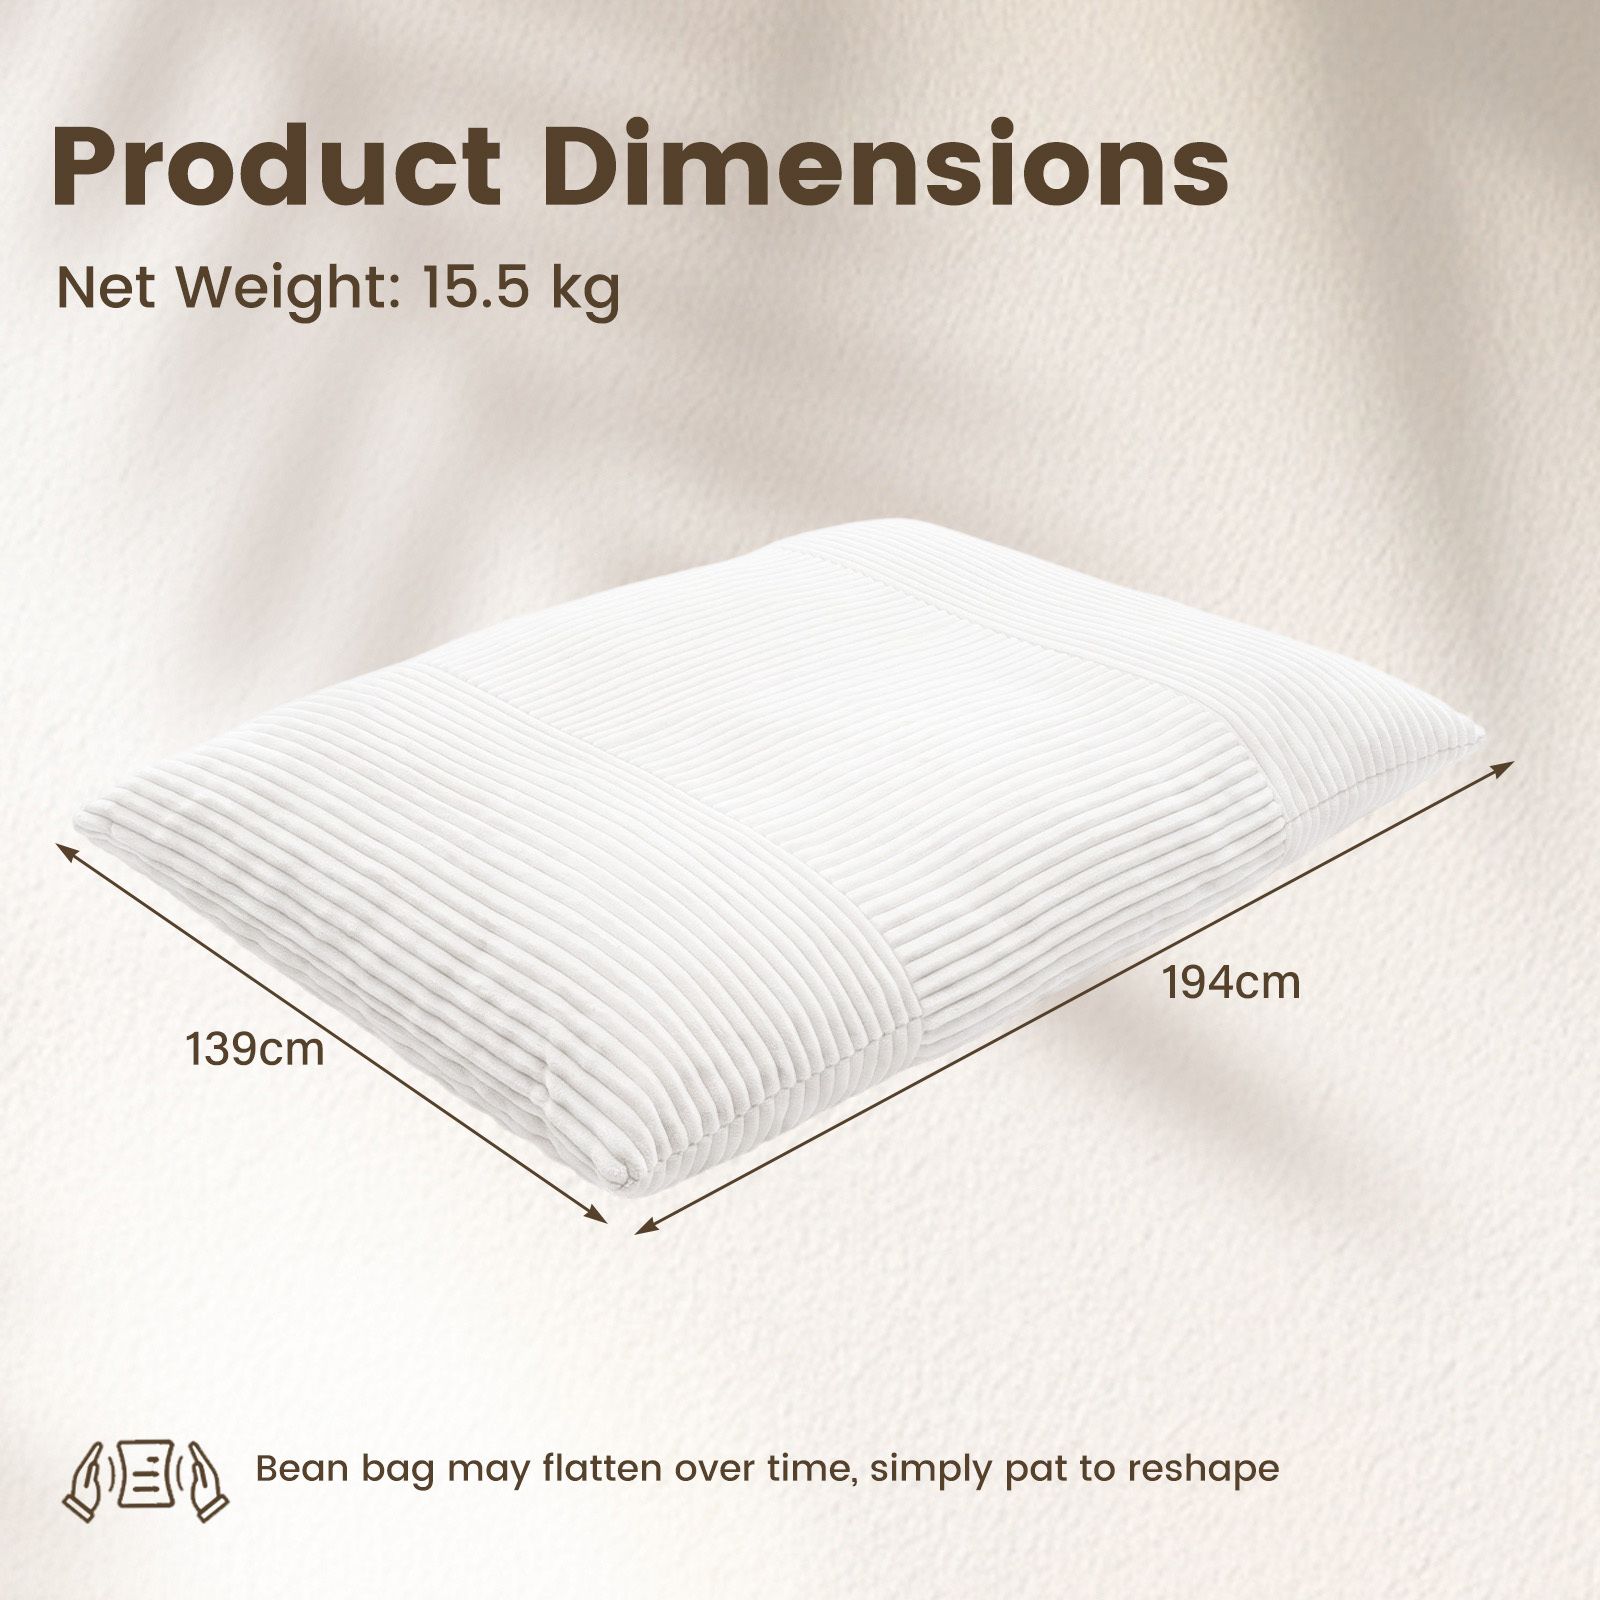 Product Dimensions
Net Weight: 15.5 kg
194cm
139cm
Bean bag may flatten over time, simply pat to reshape